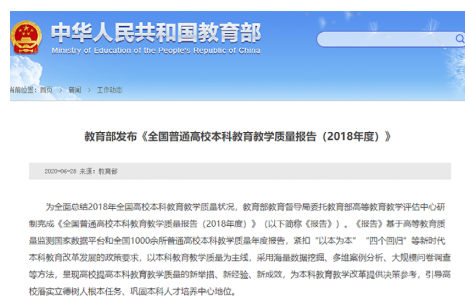 中华人民共和国教育部
Ministry of Education of the People's Republic of China
当前位置：首页 > 新闻 > 工作动态
教育部发布《全国普通高校本科教育教学质量报告（2018年度）》
2020-06-28 来源：教育部
为全面总结2018年全国高校本科教育教学质量状况，教育部教育督导局委托教育部高等教育教学评估中心研
制完成《全国普通高校本科教育教学质量报告（2018年度）》（以下简称《报告》）。《报告》基于高等教育质
量监测国家数据平台和全国1000余所普通高校本科教学质量年度报告，紧扣“以本为本”“四个回归”等新时代
本科教育改革发展的政策要求，以本科教育教学质量为主线，采用海量数据挖掘、多维案例分析、大规模问卷调查
等方法，呈现高校提高本科教育教学质量的新举措、新经验、新成效，为本科教育教学改革提供决策参考，引导高
校落实立德树人根本任务、巩固本科人才培养中心地位。